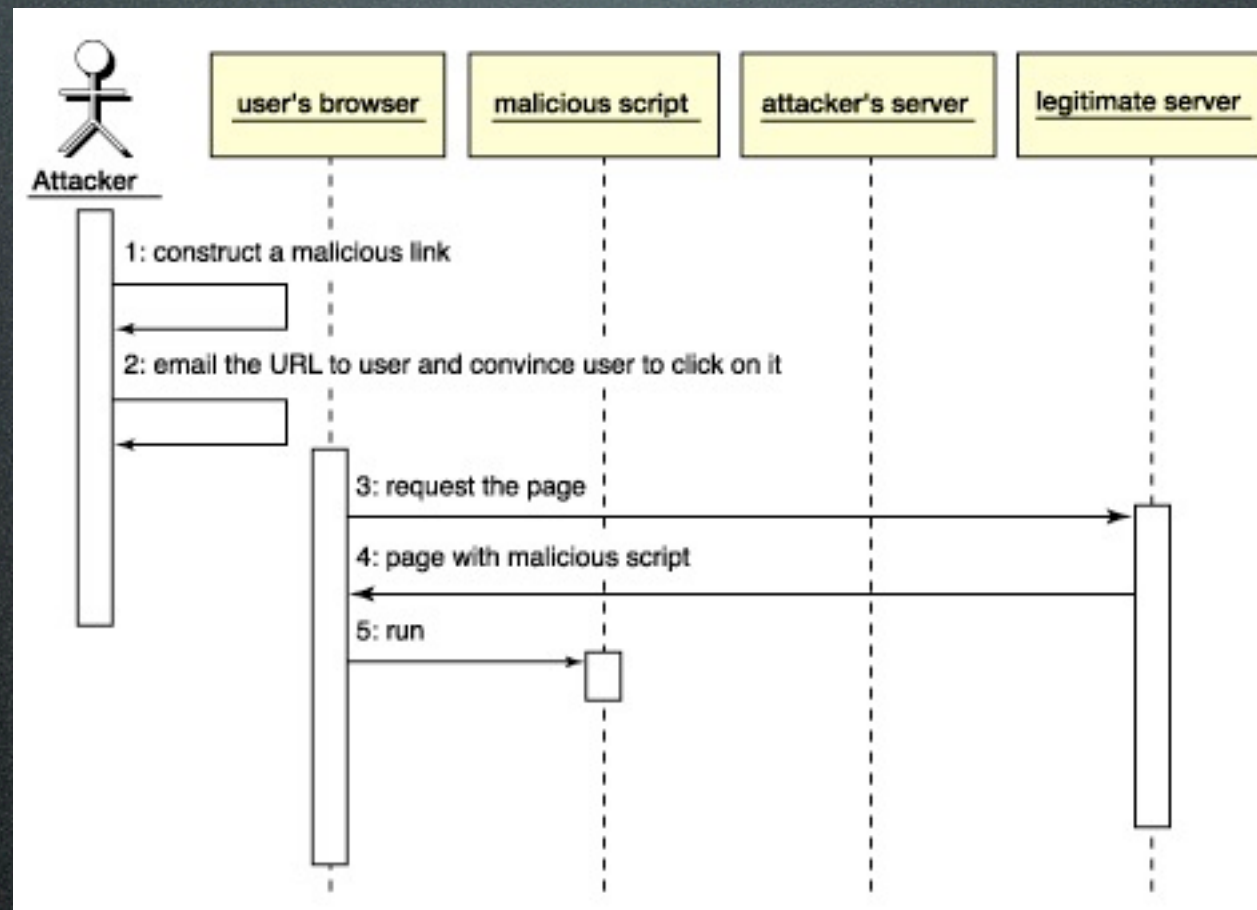 user's browser
malicious script
attacker's server
legitimate server
Attacker
1: construct a malicious link
2: email the URL to user and convince user to click on it
3: request the page
4: page with malicious script
5: run